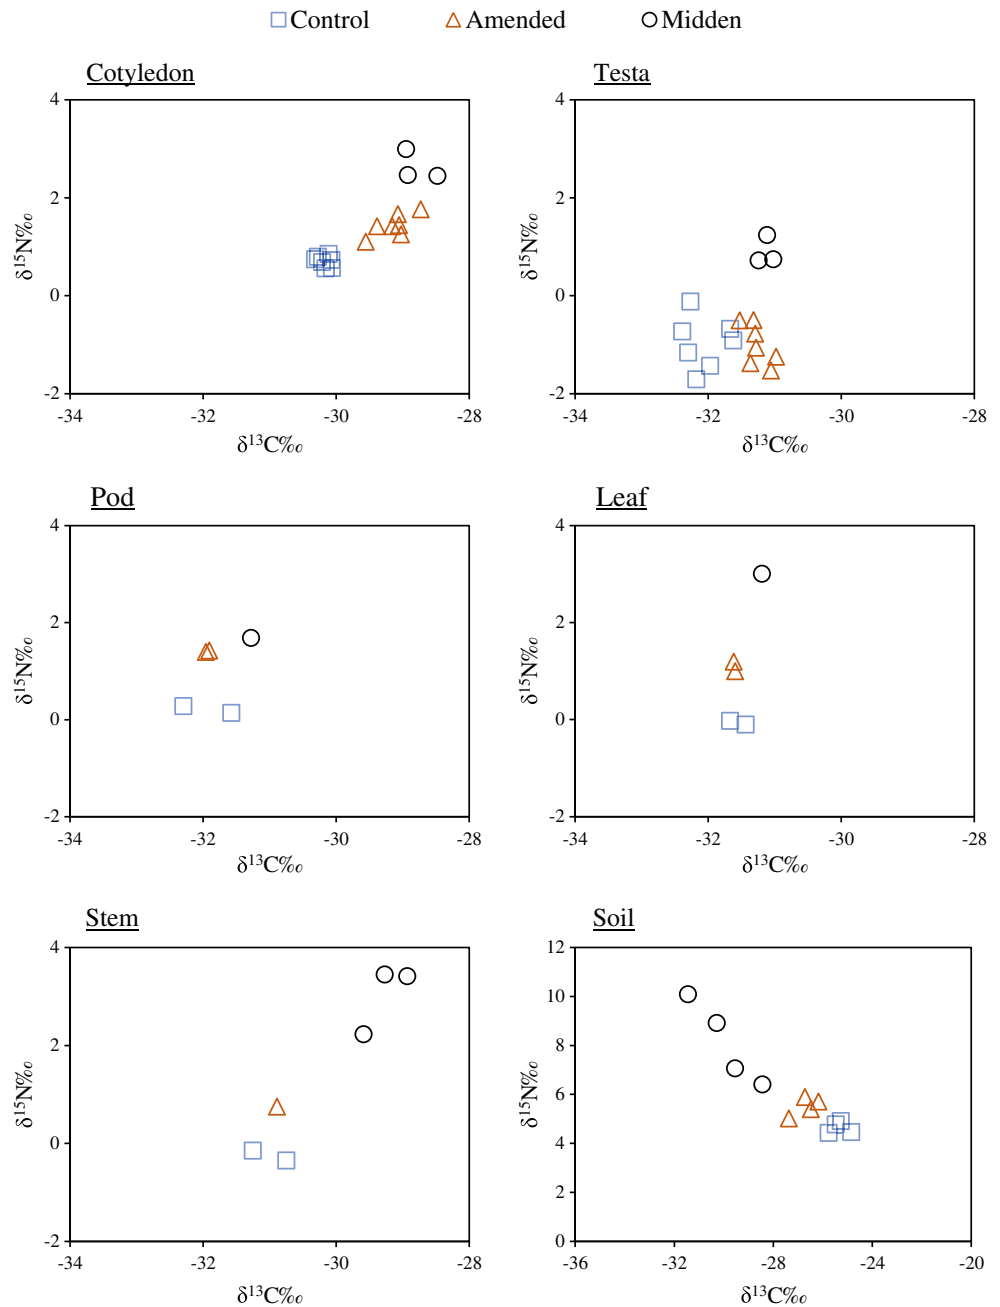 Control Amended Midden
Cotyledon
4
2
0
-2
-34 -32 -30 -28
δ¹⁵N‰
δ¹³C‰
Testa
4
2
0
-2
-34 -32 -30 -28
δ¹⁵N‰
δ¹³C‰
Pod
4
2
0
-2
-34 -32 -30 -28
δ¹⁵N‰
δ¹³C‰
Leaf
4
2
0
-2
-34 -32 -30 -28
δ¹⁵N‰
δ¹³C‰
Stem
4
2
0
-2
-34 -32 -30 -28
δ¹⁵N‰
δ¹³C‰
Soil
12
10
8
6
4
2
0
-36 -32 -28 -24 -20
δ¹⁵N‰
δ¹³C‰